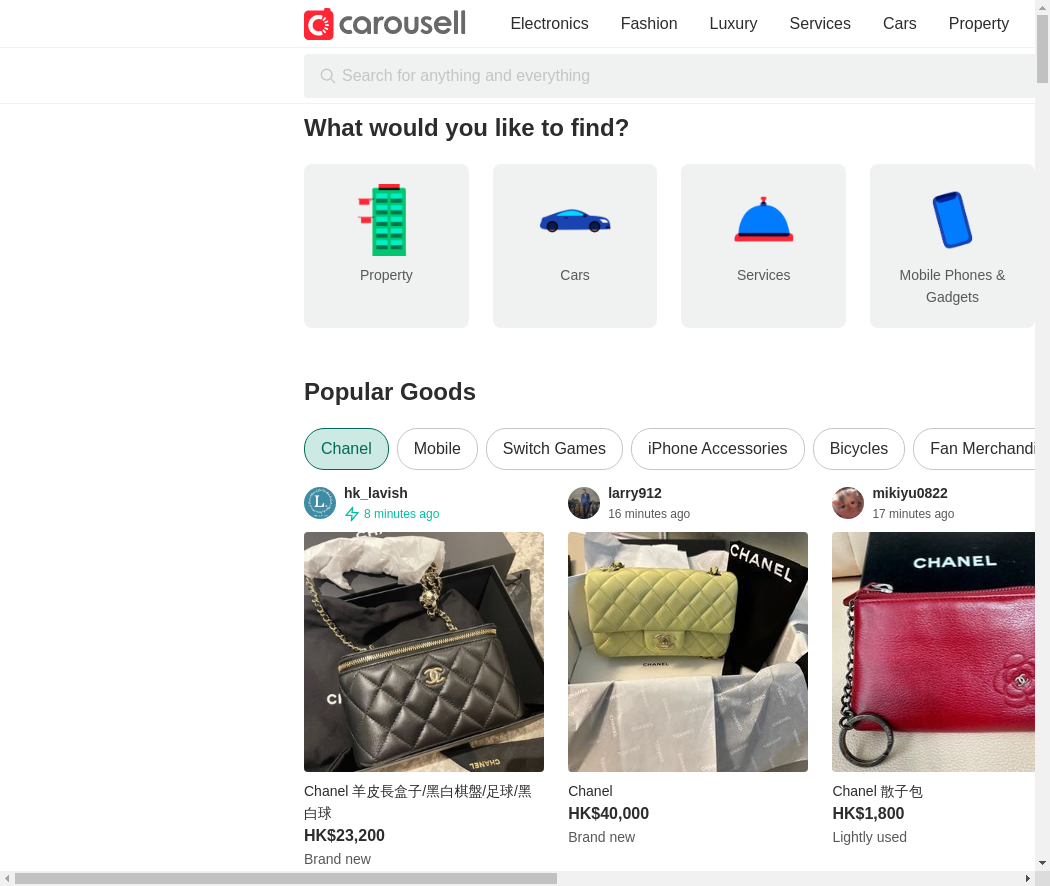 carousell
Electronics
Fashion
Luxury
Services
Cars
Property
Search for anything and everything
What would you like to find?
Property
Cars
Services
Mobile Phones &
Gadgets
Popular Goods
Chanel
Mobile
Switch Games
iPhone Accessories
Bicycles
Fan Merchandi
L
hk_lavish
8 minutes ago
larry912
16 minutes ago
mikiyu0822
17 minutes ago
CHANEL
CHANEL
CHANEL
CHANEL
Chanel 羊皮長盒子/黑白棋盤/足球/黑
白球
HK$23,200
Brand new
Chanel
HK$40,000
Brand new
Chanel 散子包
HK$1,800
Lightly used